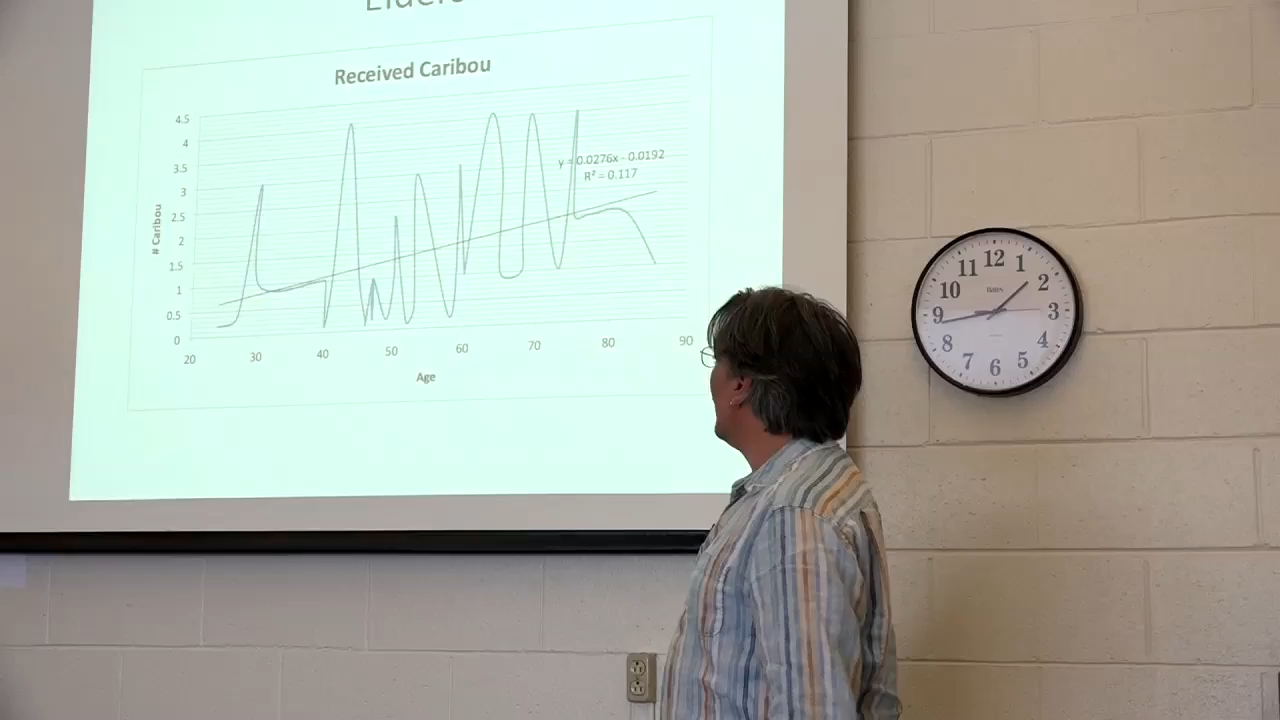 Elders
Received Caribou
4.5
4
3.5
3
2.5
2
1.5
1
0.5
0
# Caribou
y = 0.0276x - 0.0192
R² = 0.117
20 30 40 50 60 70 80 90
Age
12
11 1
10 2
9 3
8 4
7 5
6